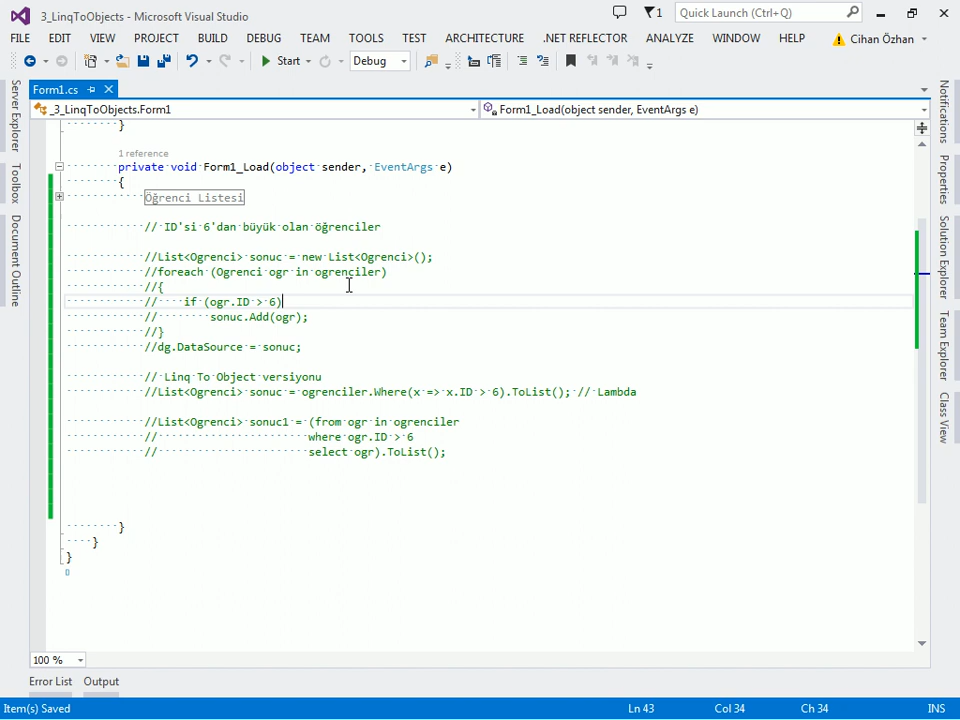 3_LinqToObjects - Microsoft Visual Studio
1
Quick Launch (Ctrl+Q)
FILE EDIT VIEW PROJECT BUILD DEBUG TEAM TOOLS TEST ARCHITECTURE .NET REFLECTOR ANALYZE WINDOW HELP Cihan Özhan
Start Debug
Form1.cs
_3_LinqToObjects.Form1 Form1_Load(object sender, EventArgs e)
}
1 reference
private void Form1_Load(object sender, EventArgs e)
{
Öğrenci Listesi
// ID'si 6'dan büyük olan öğrenciler
//List<Ogrenci> sonuc = new List<Ogrenci>();
//foreach (Ogrenci ogr in ogrenciler)
//{
// if (ogr.ID > 6)
// sonuc.Add(ogr);
//}
//dg.DataSource = sonuc;
// Linq To Object versiyonu
//List<Ogrenci> sonuc = ogrenciler.Where(x => x.ID > 6).ToList(); // Lambda
//List<Ogrenci> sonuc1 = (from ogr in ogrenciler
// where ogr.ID > 6
// select ogr).ToList();
}
}
}
Server Explorer
Toolbox
Document Outline
Notifications
Properties
Solution Explorer
Team Explorer
Class View
100 %
Error List Output
Item(s) Saved Ln 43 Col 34 Ch 34 INS